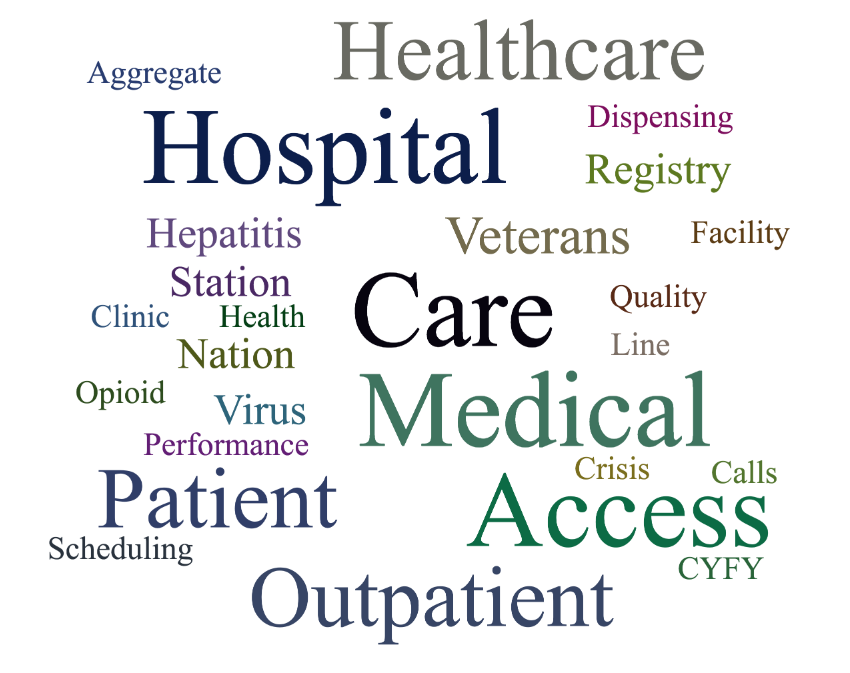 Healthcare
Aggregate
Hospital
Dispensing
Registry
Hepatitis
Veterans
Facility
Station
Care
Quality
Clinic
Health
Line
Nation
Opioid
Virus
Medical
Performance
Crisis
Calls
Patient
Access
Scheduling
CYFY
Outpatient